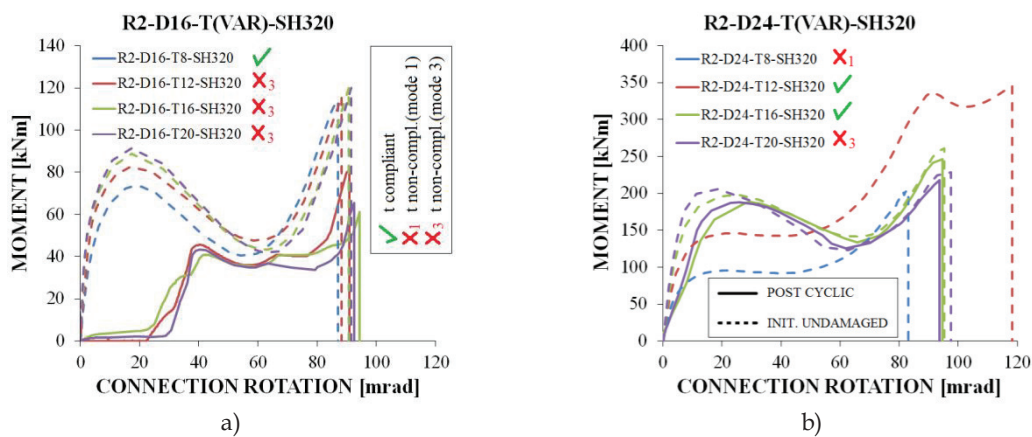 R2-D16-T(VAR)-SH320
140
120
100
80
60
40
20
0
MOMENT [kNm]
R2-D16-T8-SH320
R2-D16-T12-SH320 3
R2-D16-T16-SH320 3
R2-D16-T20-SH320 3
t compliant
1 t non-compl.(mode 1)
3 t non-compl.(mode 3)
0 20 40 60 80 100 120
CONNECTION ROTATION [mrad]
a)
R2-D24-T(VAR)-SH320
400
350
300
250
200
150
100
50
0
MOMENT [kNm]
R2-D24-T8-SH320 1
R2-D24-T12-SH320
R2-D24-T16-SH320
R2-D24-T20-SH320 3
POST CYCLIC
INIT. UNDAMAGED
0 20 40 60 80 100 120
CONNECTION ROTATION [mrad]
b)